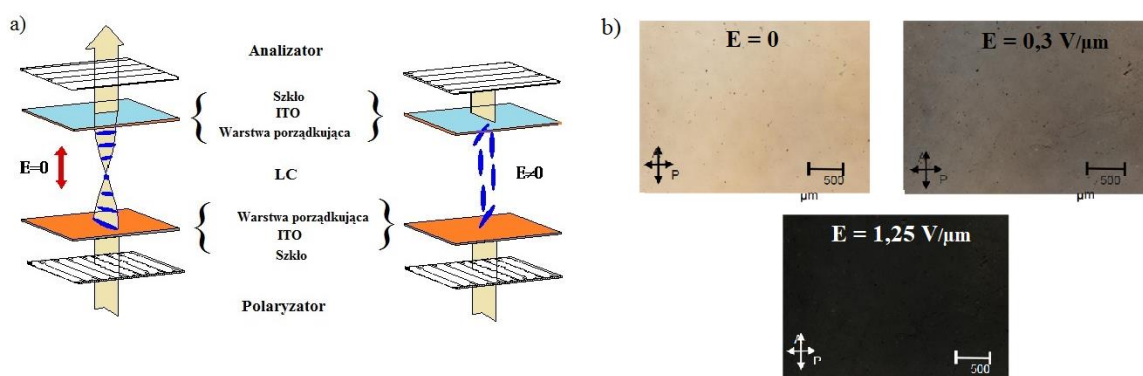 a)
Analizator
Szkło
ITO
Warstwa porządkująca
E=0
LC
E≠0
Warstwa porządkująca
ITO
Szkło
Polaryzator
b)
E = 0
A
P
500
µm
E = 0,3 V/µm
A
P
500
µm
E = 1,25 V/µm
A
P
500